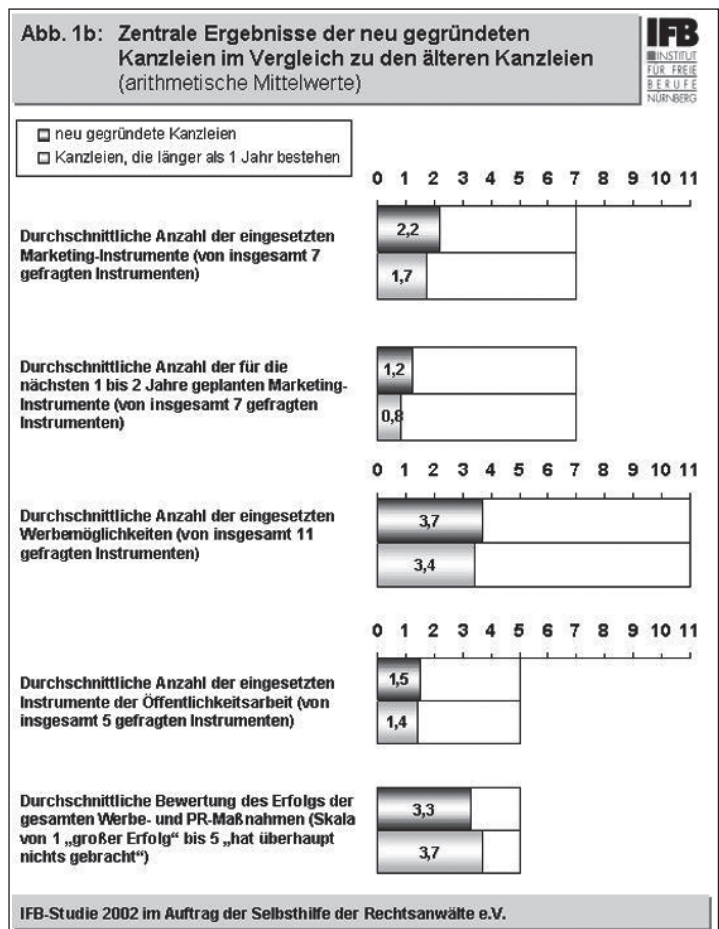 Abb. 1b: Zentrale Ergebnisse der neu gegründeten
Kanzleien im Vergleich zu den älteren Kanzleien
(arithmetische Mittelwerte)
IFB
INSTITUT
FÜR FREIE
BERUFE
NÜRNBERG
neu gegründete Kanzleien
Kanzleien, die länger als 1 Jahr bestehen
0 1 2 3 4 5 6 7 8 9 10 11
Durchschnittliche Anzahl der eingesetzten
Marketing-Instrumente (von insgesamt 7
gefragten Instrumenten)
2,2
1,7
Durchschnittliche Anzahl der für die
nächsten 1 bis 2 Jahre geplanten Marketing-
Instrumente (von insgesamt 7 gefragten
Instrumenten)
1,2
0,8
0 1 2 3 4 5 6 7 8 9 10 11
Durchschnittliche Anzahl der eingesetzten
Werbemöglichkeiten (von insgesamt 11
gefragten Instrumenten)
3,7
3,4
0 1 2 3 4 5 6 7 8 9 10 11
Durchschnittliche Anzahl der eingesetzten
Instrumente der Öffentlichkeitsarbeit (von
insgesamt 5 gefragten Instrumenten)
1,5
1,4
Durchschnittliche Bewertung des Erfolgs der
gesamten Werbe- und PR-Maßnahmen (Skala
von 1 „großer Erfolg“ bis 5 „hat überhaupt
nichts gebracht“)
3,3
3,7
IFB-Studie 2002 im Auftrag der Selbsthilfe der Rechtsanwälte e.V.